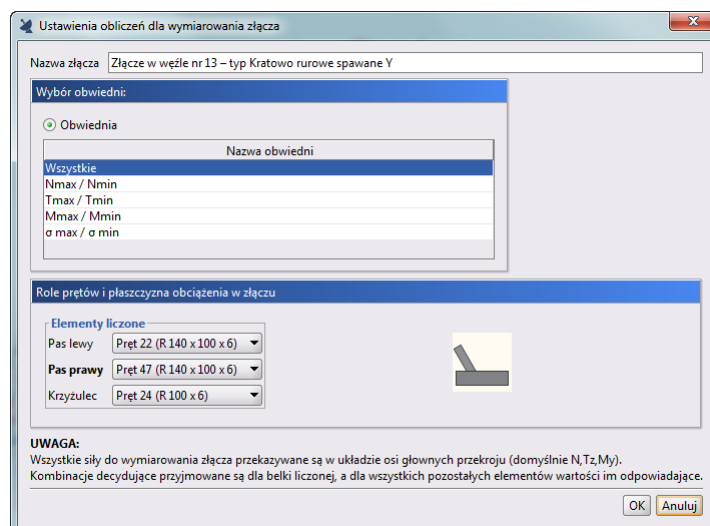 Ustawienia obliczeń dla wymiarowania złącza
x
Nazwa złącza Złącze w węźle nr 13 – typ Kratowo rurowe spawane Y
Wybór obwiedni:
Obwiednia
Nazwa obwiedni
Wszystkie
Nmax / Nmin
Tmax / Tmin
Mmax / Mmin
σ max / σ min
Role prętów i płaszczyzna obciążenia w złączu
Elementy liczone
Pas lewy Pręt 22 (R 140 x 100 x 6)
Pas prawy Pręt 47 (R 140 x 100 x 6)
Krzyżulec Pręt 24 (R 100 x 6)
UWAGA:
Wszystkie siły do wymiarowania złącza przekazywane są w układzie osi głownych przekroju (domyślnie N,Tz,My).
Kombinacje decydujące przyjmowane są dla belki liczonej, a dla wszystkich pozostałych elementów wartości im odpowiadające.
OK Anuluj